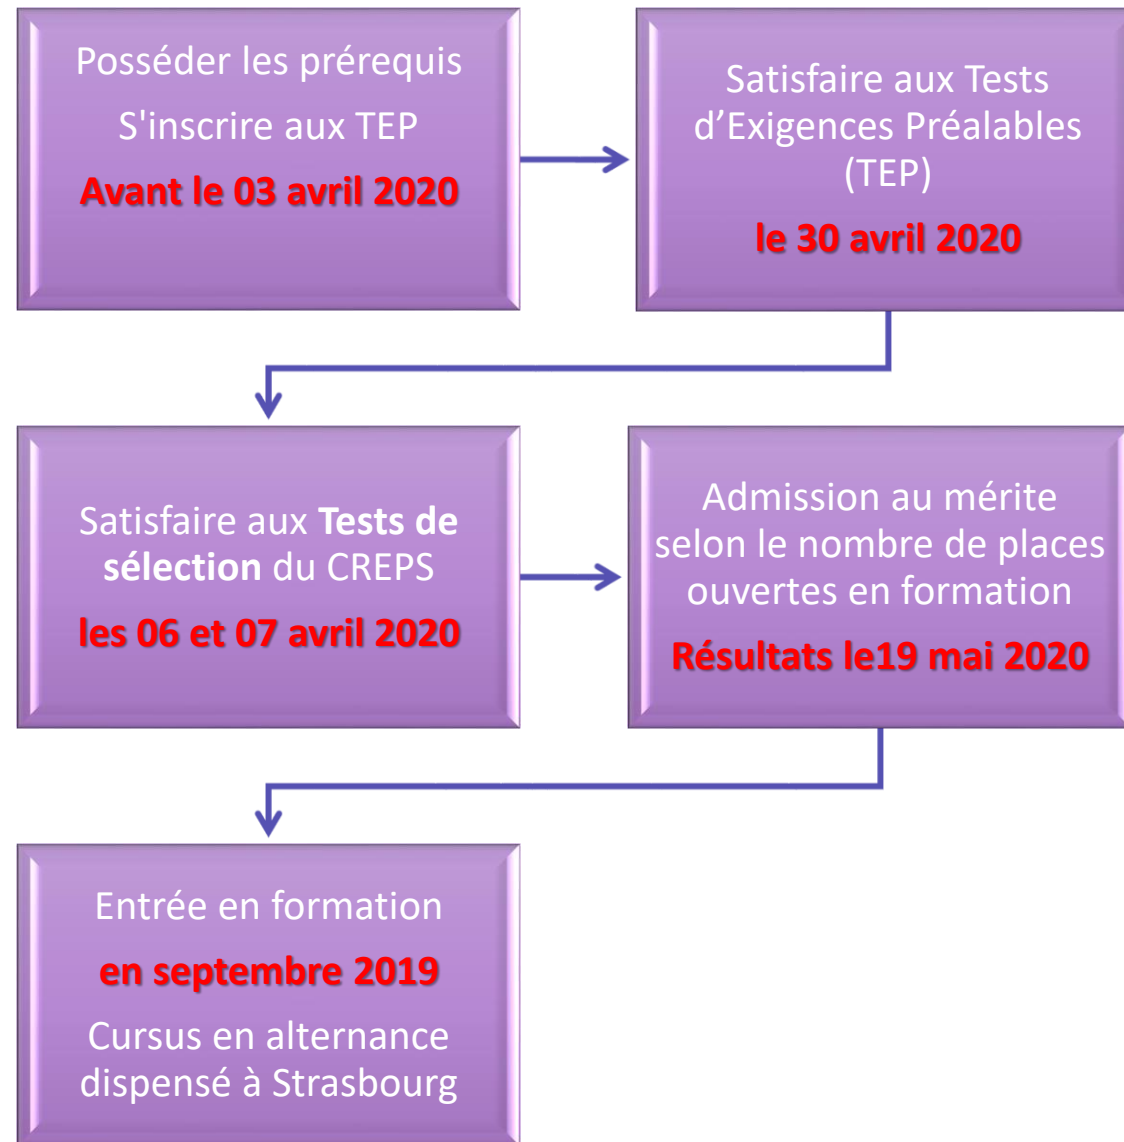 Posséder les prérequis
S'inscrire aux TEP
Avant le 03 avril 2020
Satisfaire aux Tests
d’Exigences Préalables
(TEP)
le 30 avril 2020
Satisfaire aux Tests de
sélection du CREPS
les 06 et 07 avril 2020
Admission au mérite
selon le nombre de places
ouvertes en formation
Résultats le19 mai 2020
Entrée en formation
en septembre 2019
Cursus en alternance
dispensé à Strasbourg